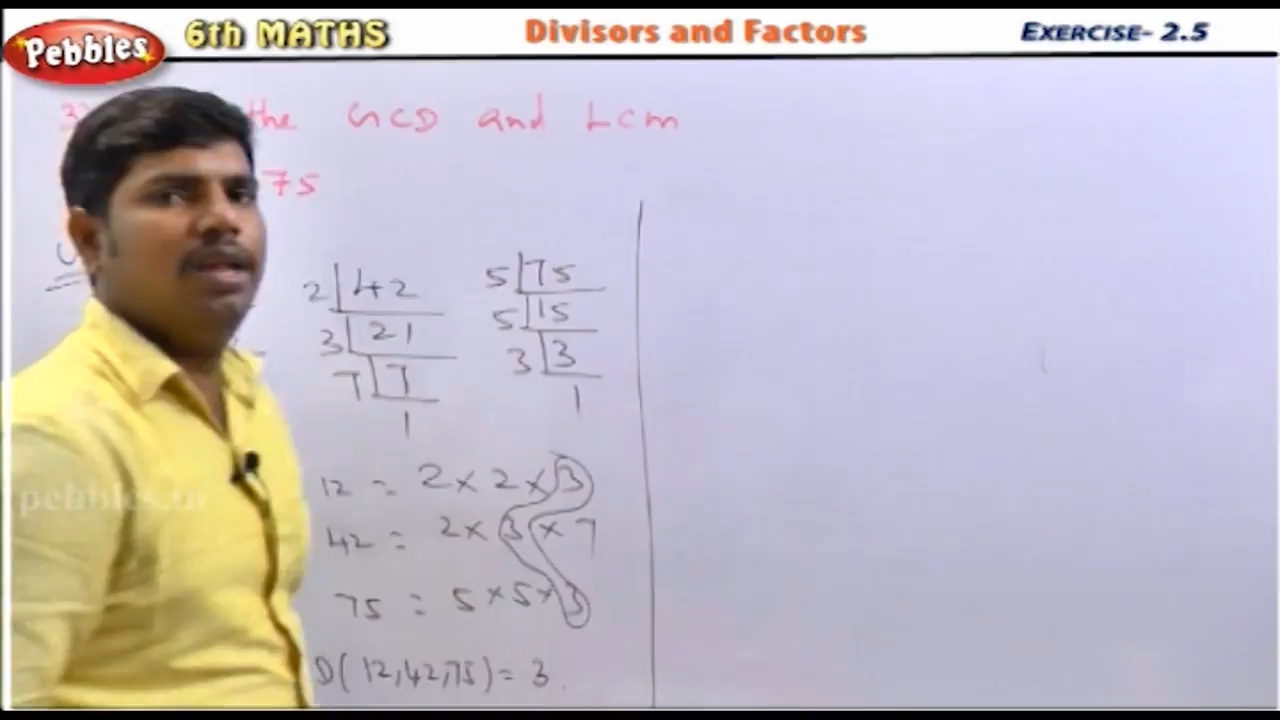 Pebbles 6th MATHS Divisors and Factors EXERCISE- 2.5
the GCD and LCM
75
2 42 5 75
3 21 5 15
7 7 3 3
1 1
12 = 2 × 2 × 3
42 = 2 × 3 × 7
75 = 5 × 5 × 3
D(12,42,75) = 3.
pebbles.in